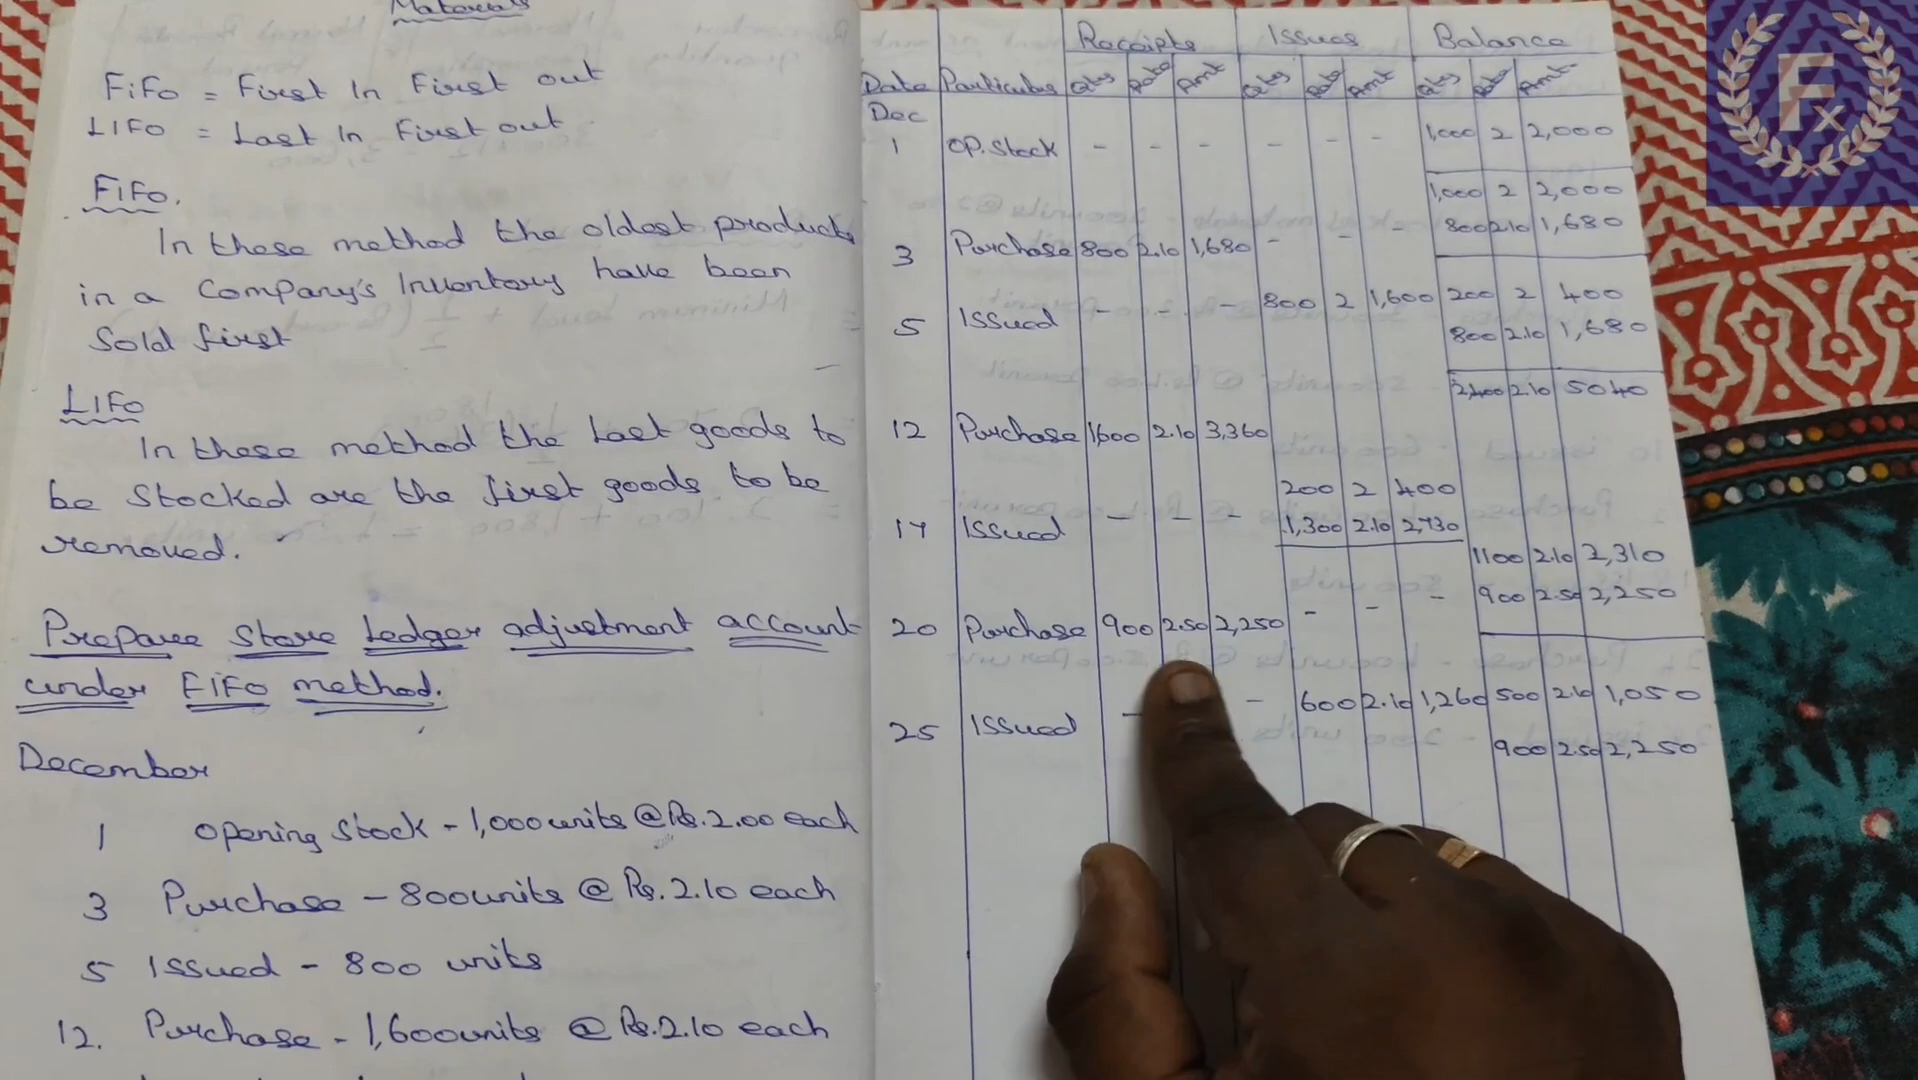 Materials
FiFo = First In First out
LIFO = Last In First out
FIFo.
In these method the oldest products
in a Company's Inventory have been
Sold first
LIFo
In these method the Last goods to
be Stocked are the first goods to be
removed.
Prepare Store Ledger adjustment account
under FIFo method.
December
1 Opening Stock - 1,000 units @ Rs. 2.00 each
3 Purchase - 800 units @ Rs. 2.10 each
5 Issued - 800 units
12. Purchase - 1,600 units @ Rs. 2.10 each
Receipts Issues Balance
Date Particulars Qty Rate Amt Qty Rate Amt Qty Rate Amt
Dec
1 OP. Stock - - - - - - 1,000 2 2,000
1,000 2 2,000
800 2.10 1,680
3 Purchase 800 2.10 1,680 - - -
800 2 1,600 200 2 400
5 Issued - - - 800 2.10 1,680
2,400 2.10 5040
12 Purchase 1600 2.10 3,360
200 2 400
17 Issued - - - 1,300 2.10 2,730
1100 2.10 2,310
900 2.50 2,250
20 Purchase 900 2.50 2,250 - - -
- 600 2.10 1,260 500 2.10 1,050
25 Issued -
900 2.50 2,250
Fx